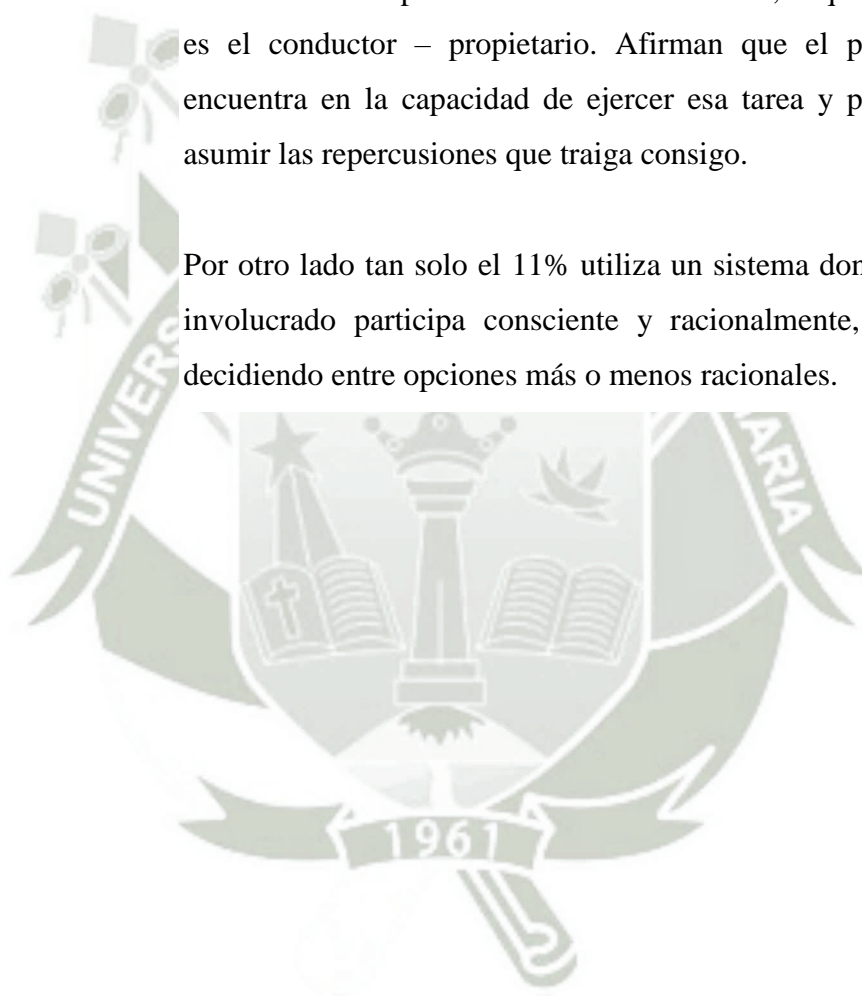 es el conductor – propietario. Afirman que el
encuentra en la capacidad de ejercer esa tarea y
asumir las repercusiones que traiga consigo.
Por otro lado tan solo el 11% utiliza un sistema
involucrado participa consciente y racionalmente,
decidiendo entre opciones más o menos racionales.
1961